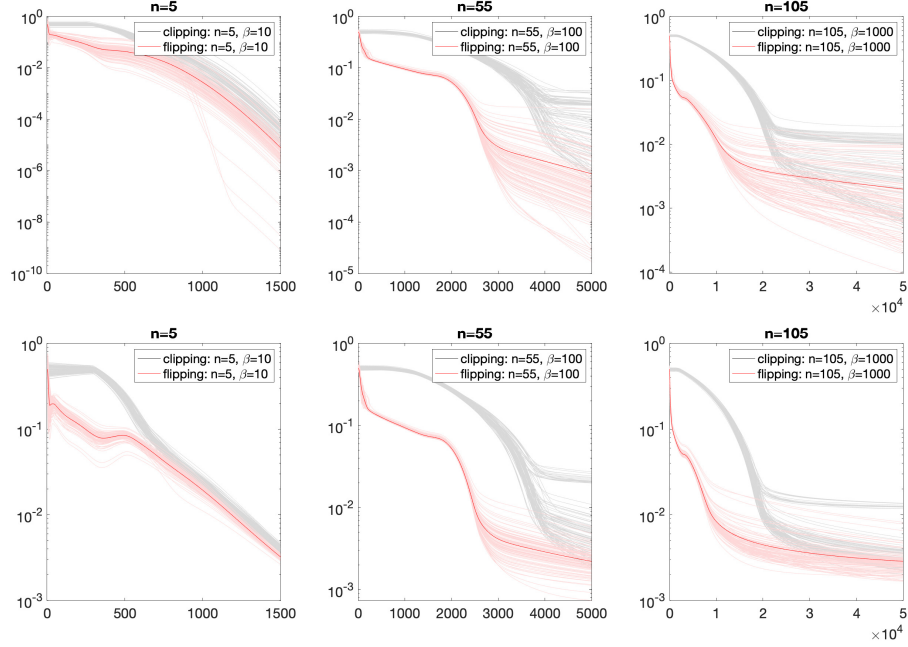 n=5
10^0
10^-2
10^-4
10^-6
10^-8
10^-10
clipping: n=5, β=10
flipping: n=5, β=10
0 500 1000 1500
n=55
10^0
10^-1
10^-2
10^-3
10^-4
10^-5
clipping: n=55, β=100
flipping: n=55, β=100
0 1000 2000 3000 4000 5000
n=105
10^0
10^-1
10^-2
10^-3
10^-4
clipping: n=105, β=1000
flipping: n=105, β=1000
0 1 2 3 4 5
×10^4
n=5
10^0
10^-1
10^-2
10^-3
clipping: n=5, β=10
flipping: n=5, β=10
0 500 1000 1500
n=55
10^0
10^-1
10^-2
10^-3
clipping: n=55, β=100
flipping: n=55, β=100
0 1000 2000 3000 4000 5000
n=105
10^0
10^-1
10^-2
10^-3
clipping: n=105, β=1000
flipping: n=105, β=1000
0 1 2 3 4 5
×10^4